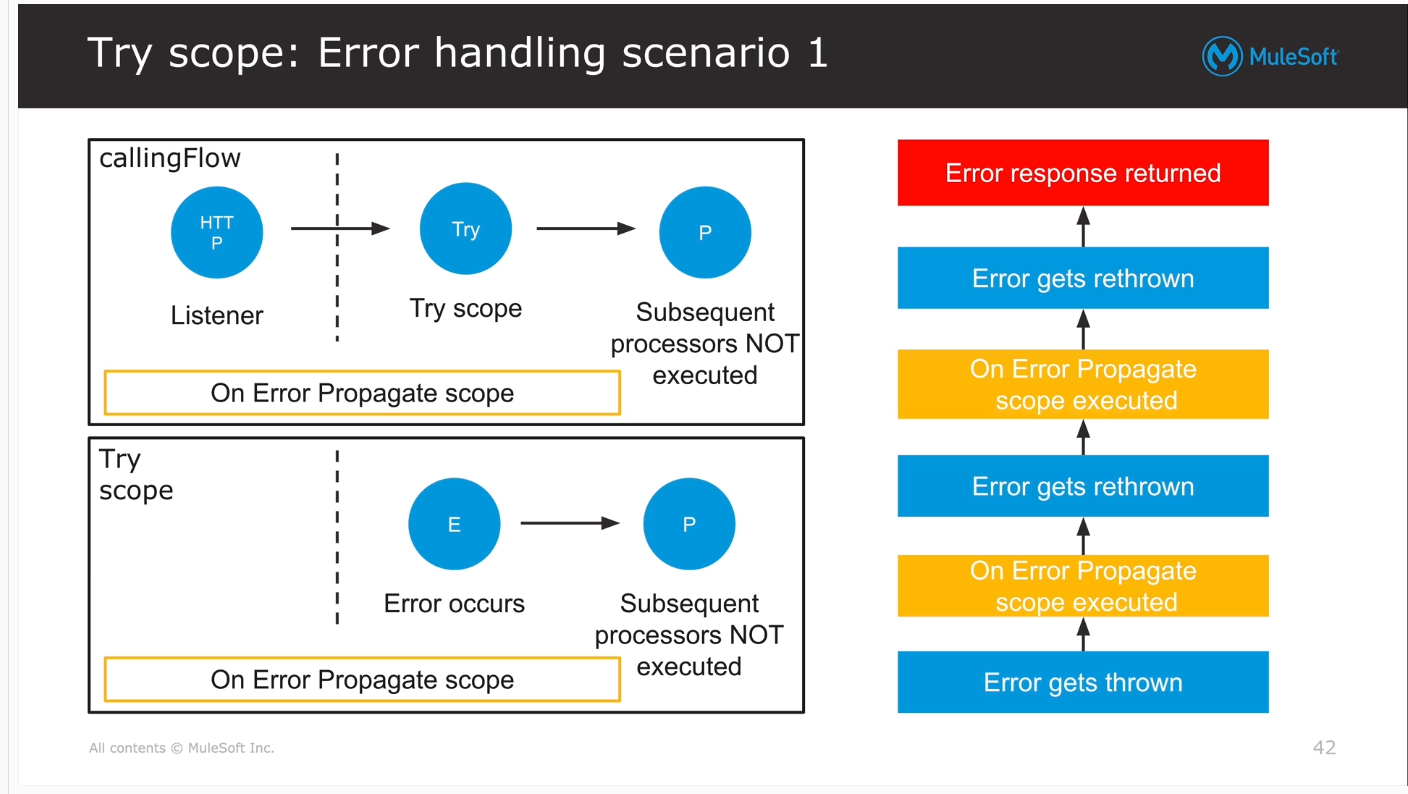 Try scope: Error handling scenario 1
MuleSoft
callingFlow
HTT
P
Try
P
Listener
Try scope
Subsequent
processors NOT
executed
On Error Propagate scope
Try
scope
E
P
Error occurs
Subsequent
processors NOT
executed
On Error Propagate scope
Error response returned
Error gets rethrown
On Error Propagate
scope executed
Error gets rethrown
On Error Propagate
scope executed
Error gets thrown
All contents © MuleSoft Inc.
42